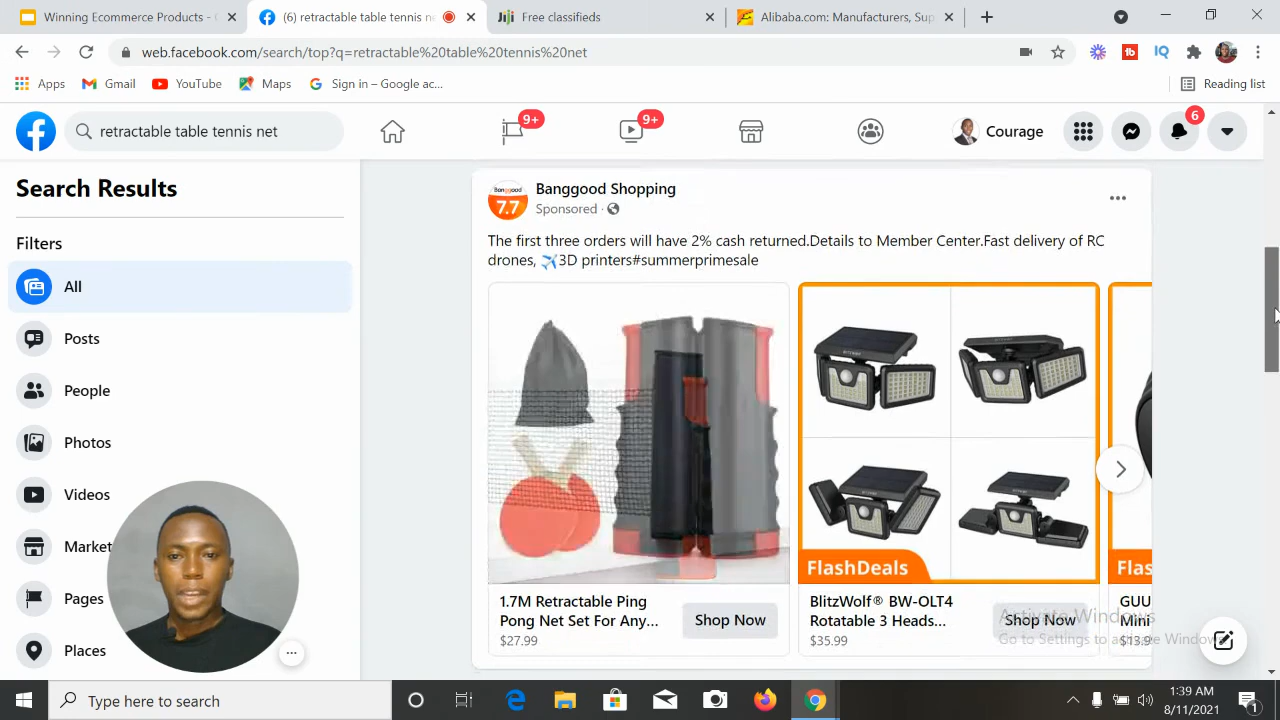 Winning Ecommerce Products -
(6) retractable table tennis
Free classifieds
Alibaba.com: Manufacturers, Sup
web.facebook.com/search/top?q=retractable%20table%20tennis%20net
Apps
Gmail
YouTube
Maps
Sign in – Google ac...
Reading list
retractable table tennis net
9+
9+
Courage
6
Search Results
Filters
All
Posts
People
Photos
Videos
Market
Pages
Places
Banggood
7.7
Banggood Shopping
Sponsored ·
The first three orders will have 2% cash returned.Details to Member Center.Fast delivery of RC
drones, ✈️3D printers#summerprimesale
1.7M Retractable Ping
Pong Net Set For Any...
$27.99
Shop Now
FlashDeals
BlitzWolf® BW-OLT4
Rotatable 3 Heads...
$35.99
Shop Now
Flas
GUU
Mini
$13.9
Activate Windows
Go to Settings to activate Windows.
Type here to search
1:39 AM
8/11/2021
1